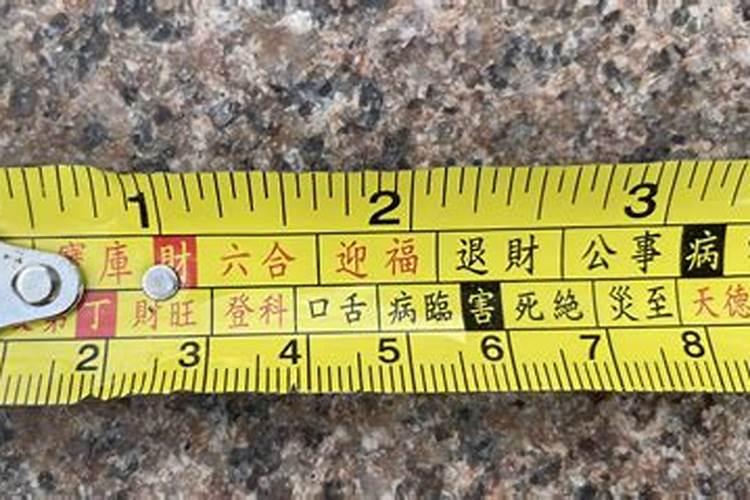 1 2 3
寶庫 財 六合 迎福 退財 公事 病
丁 財旺 登科 口舌 病臨 害 死絶 災至 天德
2 3 4 5 6 7 8